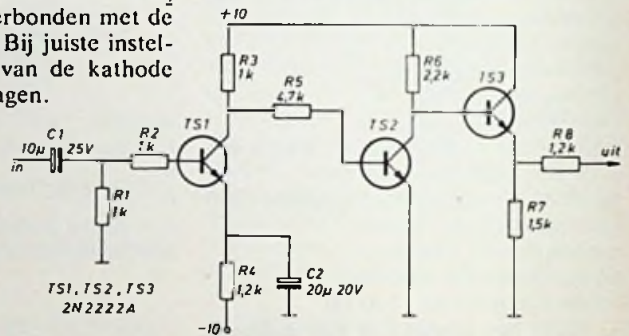 erbonden met de
Bij juiste instel-
van de kathode
gen.
+10
R3
1k
R5
4,7k
R6
2,2k
TS3
TS1
TS2
C1
10µ 25V
in
R2
1k
R1
1k
R8
1,2k
uit
R7
1,5k
R4
1,2k
C2
20µ 20V
-10
TS1, TS2, TS3
2N2222A